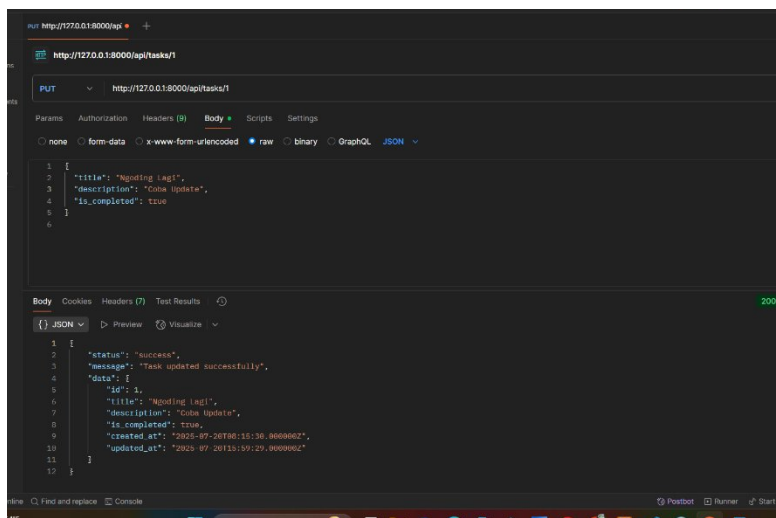 PUT http://127.0.0.1:8000/api
http://127.0.0.1:8000/api/tasks/1
PUT http://127.0.0.1:8000/api/tasks/1
Params Authorization Headers (9) Body Scripts Settings
none form-data x-www-form-urlencoded raw binary GraphQL JSON
1 {
2 "title": "Ngoding Lagi",
3 "description": "Coba Update",
4 "is_completed": true
5 }
6
Body Cookies Headers (7) Test Results
200
{} JSON Preview Visualize
1 {
2 "status": "success",
3 "message": "Task updated successfully",
4 "data": {
5 "id": 1,
6 "title": "Ngoding Lagi",
7 "description": "Coba Update",
8 "is_completed": true,
9 "created_at": "2025-07-20T08:15:30.000000Z",
10 "updated_at": "2025-07-20T15:59:29.000000Z"
11 }
12 }
nline Find and replace Console Postbot Runner Start